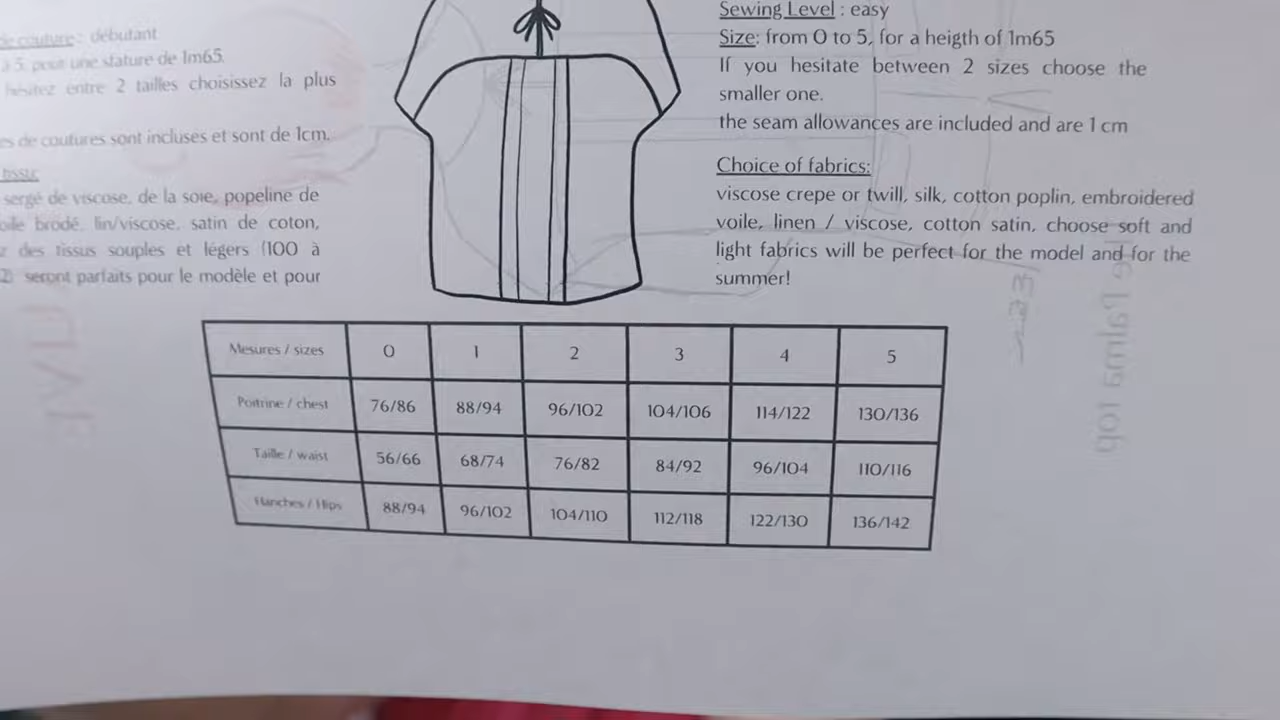 de couture : débutant
à 5, pour une stature de 1m65.
hésitez entre 2 tailles choisissez la plus
es de coutures sont incluses et sont de 1cm.
tissu:
sergé de viscose, de la soie, popeline de
oile brodé, lin/viscose, satin de coton,
z des tissus souples et légers (100 à
2) seront parfaits pour le modèle et pour
Sewing Level : easy
Size: from 0 to 5, for a heigth of 1m65
If you hesitate between 2 sizes choose the
smaller one.
the seam allowances are included and are 1 cm
Choice of fabrics:
viscose crepe or twill, silk, cotton poplin, embroidered
voile, linen / viscose, cotton satin, choose soft and
light fabrics will be perfect for the model and for the
summer!
Mesures / sizes 0 1 2 3 4 5
Poitrine / chest 76/86 88/94 96/102 104/106 114/122 130/136
Taille / waist 56/66 68/74 76/82 84/92 96/104 110/116
Hanches / Hips 88/94 96/102 104/110 112/118 122/130 136/142